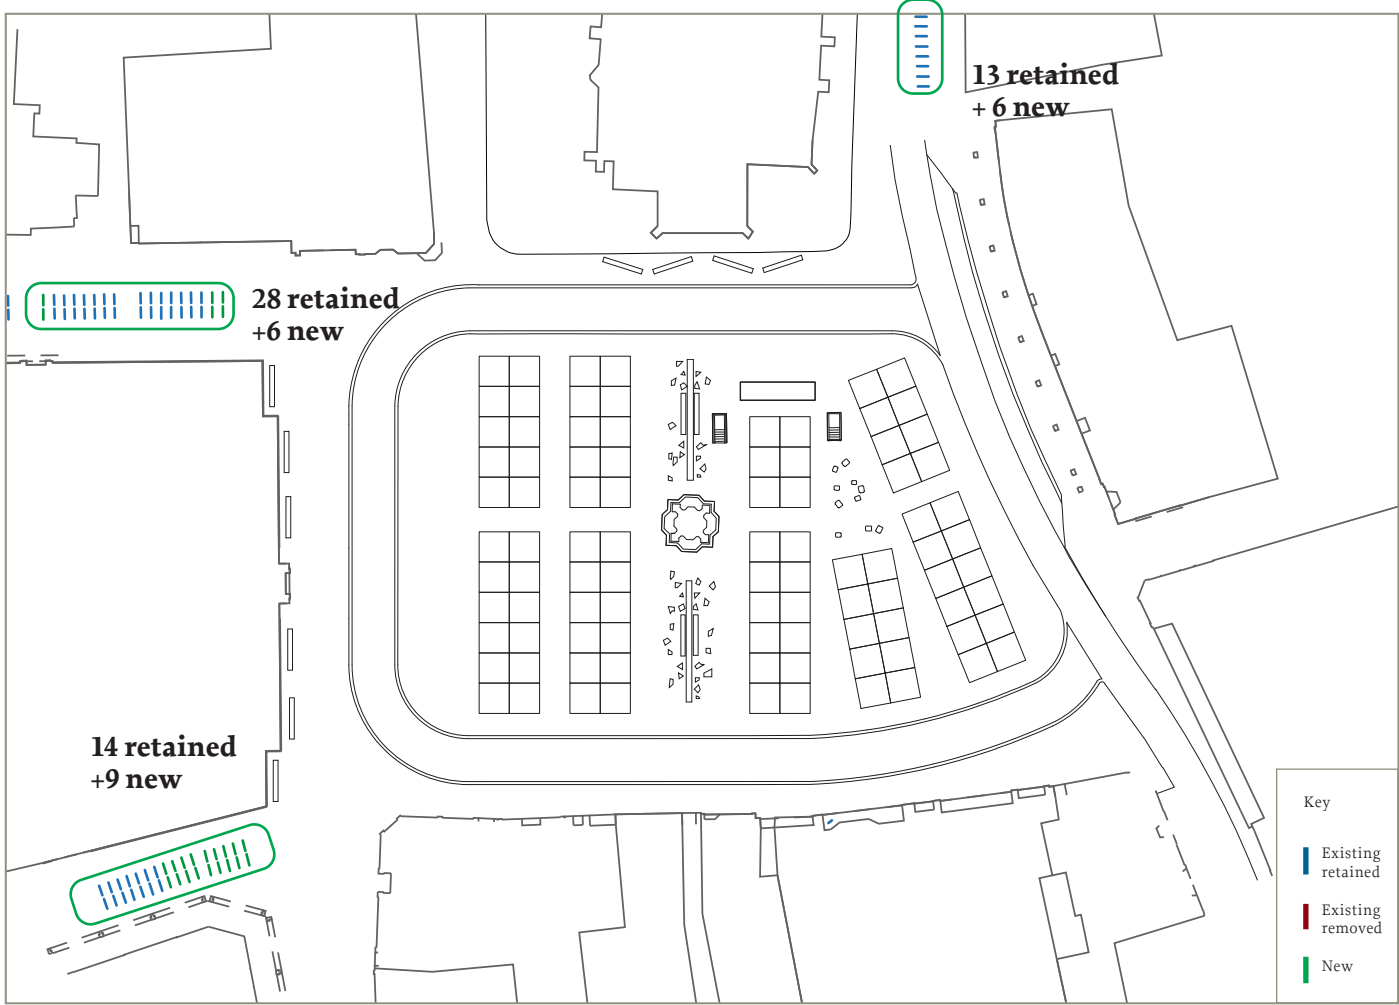 13 retained
+ 6 new
28 retained
+6 new
14 retained
+9 new
Key
Existing
retained
Existing
removed
New